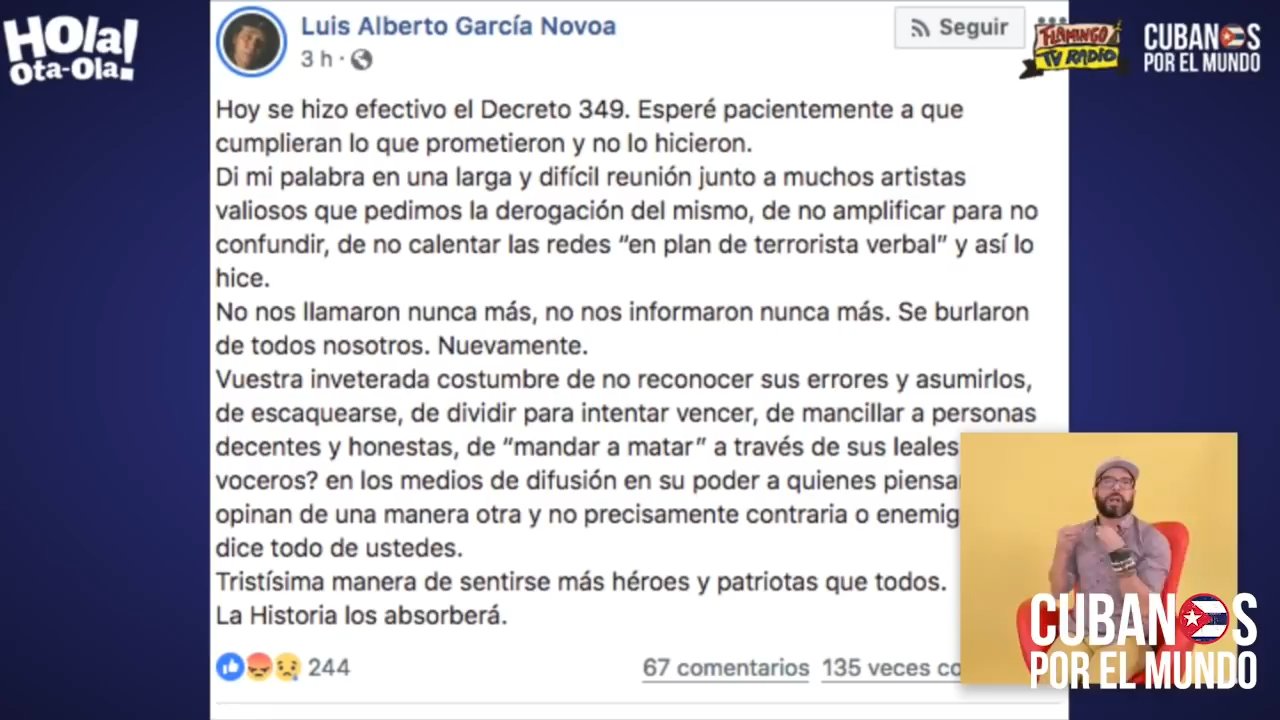 HOla!
OTa-OLa!
Luis Alberto García Novoa
3 h ·
Seguir
FLAMINGO
TV RADIO
CUBANOS
POR EL MUNDO
Hoy se hizo efectivo el Decreto 349. Esperé pacientemente a que
cumplieran lo que prometieron y no lo hicieron.
Di mi palabra en una larga y difícil reunión junto a muchos artistas
valiosos que pedimos la derogación del mismo, de no amplificar para no
confundir, de no calentar las redes “en plan de terrorista verbal” y así lo
hice.
No nos llamaron nunca más, no nos informaron nunca más. Se burlaron
de todos nosotros. Nuevamente.
Vuestra inveterada costumbre de no reconocer sus errores y asumirlos,
de escaquearse, de dividir para intentar vencer, de mancillar a personas
decentes y honestas, de “mandar a matar” a través de sus leales
voceros? en los medios de difusión en su poder a quienes piensa
opinan de una manera otra y no precisamente contraria o enemig
dice todo de ustedes.
Tristísima manera de sentirse más héroes y patriotas que todos.
La Historia los absorberá.
244
67 comentarios
135 veces co
CUBANOS
POR EL MUNDO